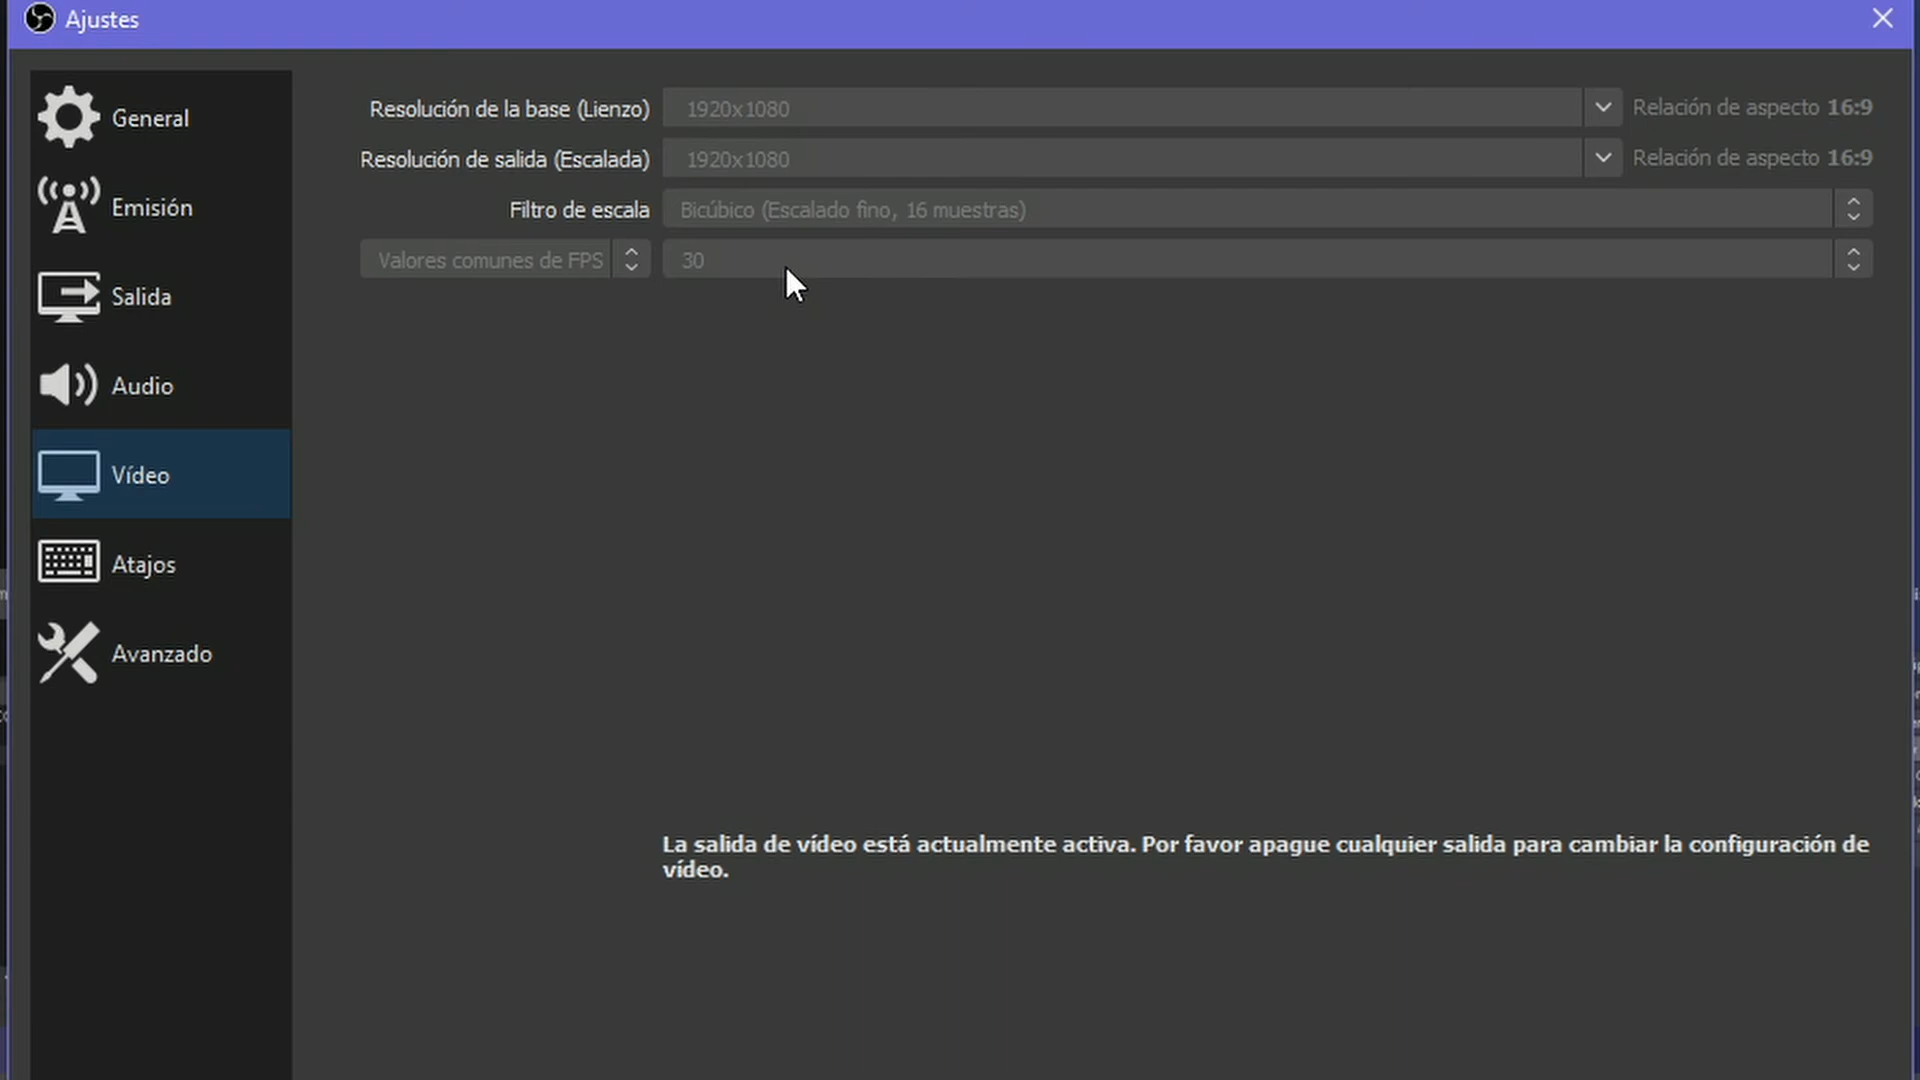 Ajustes
General
Emisión
Salida
Audio
Vídeo
Atajos
Avanzado
Resolución de la base (Lienzo) 1920x1080 Relación de aspecto 16:9
Resolución de salida (Escalada) 1920x1080 Relación de aspecto 16:9
Filtro de escala Bicúbico (Escalado fino, 16 muestras)
Valores comunes de FPS 30
La salida de vídeo está actualmente activa. Por favor apague cualquier salida para cambiar la configuración de
vídeo.